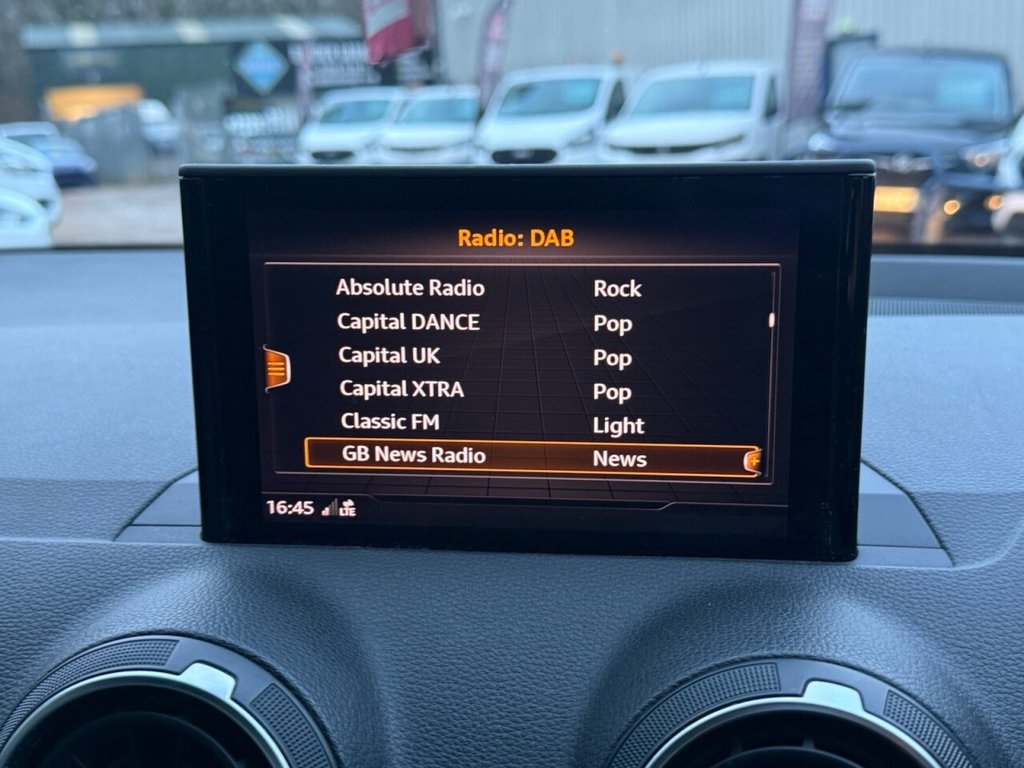 Radio: DAB
Absolute Radio Rock
Capital DANCE Pop
Capital UK Pop
Capital XTRA Pop
Classic FM Light
GB News Radio News
16:45 LTE